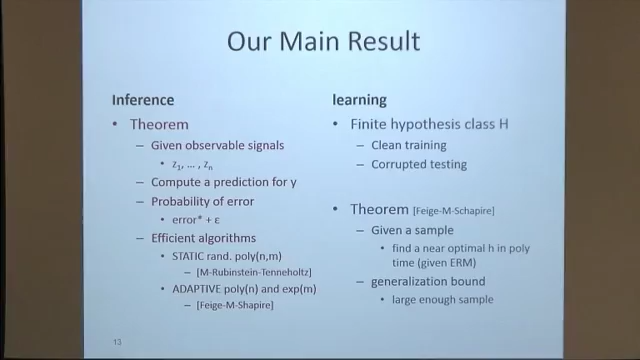 Our Main Result
Inference
• Theorem
– Given observable signals
• z1, … , zn
– Compute a prediction for y
– Probability of error
• error* + ε
– Efficient algorithms
• STATIC rand. poly(n,m)
– [M-Rubinstein-Tenneholtz]
• ADAPTIVE poly(n) and exp(m)
– [Feige-M-Shapire]
learning
• Finite hypothesis class H
– Clean training
– Corrupted testing
• Theorem [Feige-M-Schapire]
– Given a sample
• find a near optimal h in poly
time (given ERM)
– generalization bound
• large enough sample
13